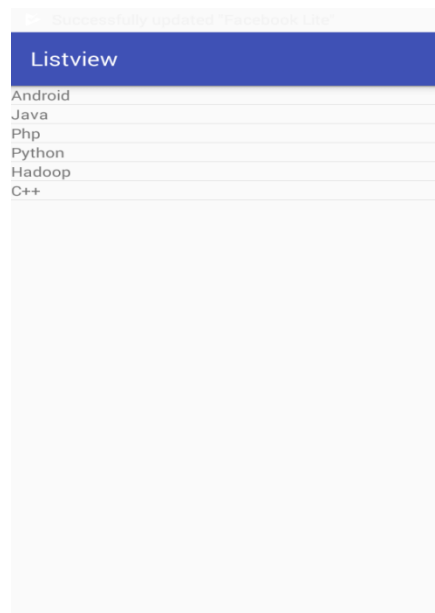 Successfully updated "Facebook Lite"
Listview
Android
Java
Php
Python
Hadoop
C++